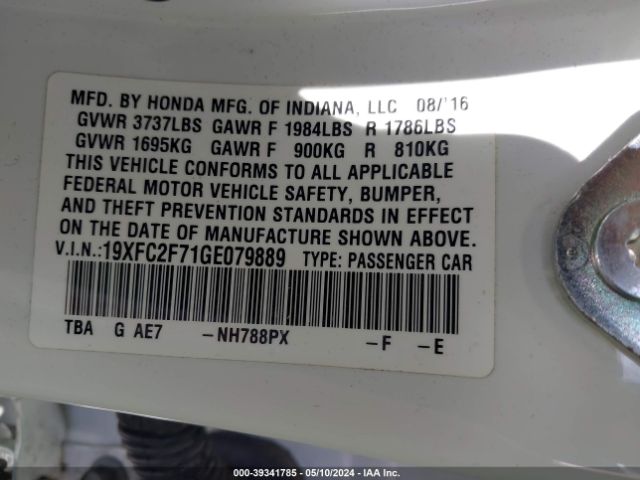 MFD. BY HONDA MFG. OF INDIANA, LLC 08/'16
GVWR 3737LBS GAWR F 1984LBS R 1786LBS
GVWR 1695KG GAWR F 900KG R 810KG
THIS VEHICLE CONFORMS TO ALL APPLICABLE
FEDERAL MOTOR VEHICLE SAFETY, BUMPER,
AND THEFT PREVENTION STANDARDS IN EFFECT
ON THE DATE OF MANUFACTURE SHOWN ABOVE.
V.I.N.:19XFC2F71GE079889 TYPE: PASSENGER CAR
TBA G AE7 -NH788PX -F -E
000-39341785 - 05/10/2024 - IAA Inc.